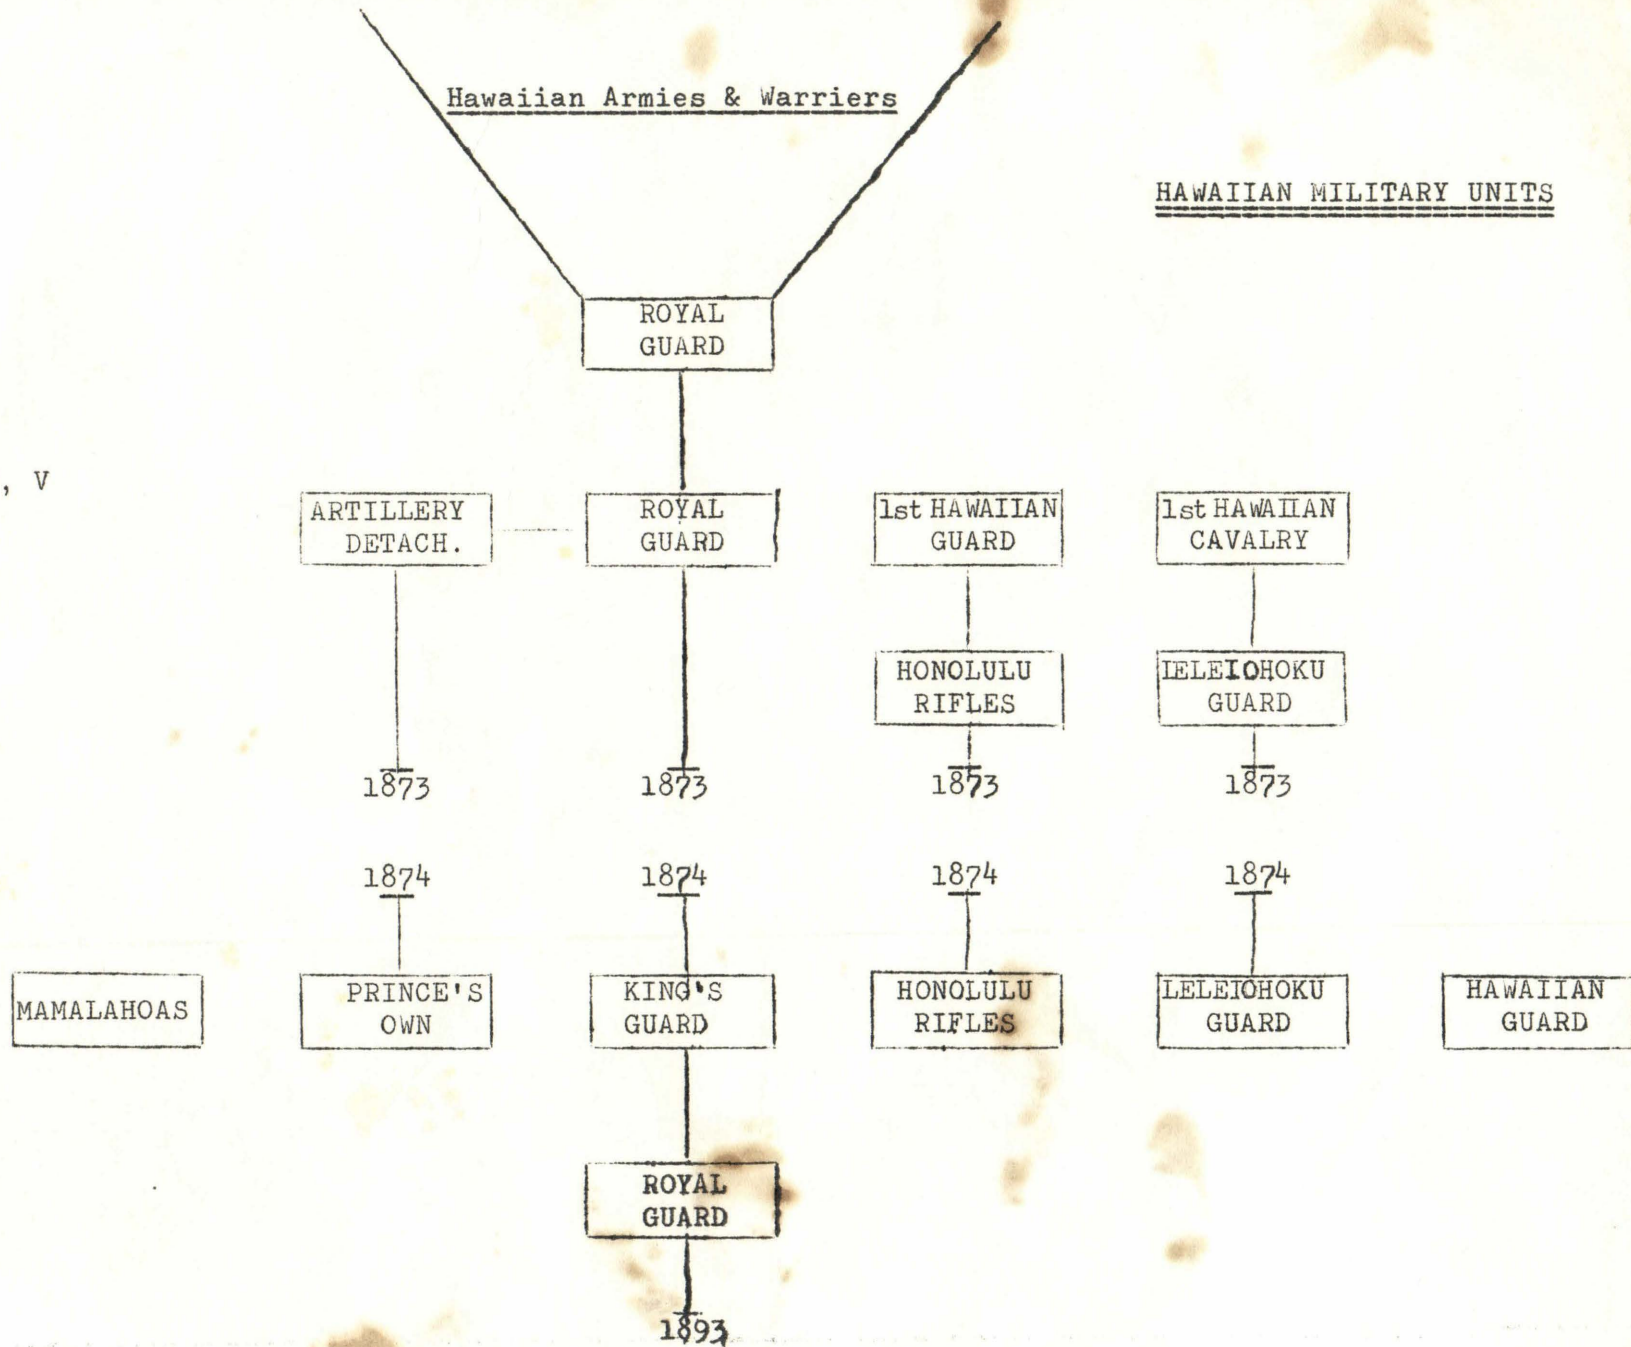 Hawaiian Armies & Warriers
HAWAIIAN MILITARY UNITS
ROYAL
GUARD
, V
ARTILLERY
DETACH.
ROYAL
GUARD
1st HAWAIIAN
GUARD
1st HAWAIIAN
CAVALRY
HONOLULU
RIFLES
LELEIOHOKU
GUARD
1873
1873
1873
1873
1874
1874
1874
1874
MAMALAHOAS
PRINCE'S
OWN
KING'S
GUARD
HONOLULU
RIFLES
LELEIOHOKU
GUARD
HAWAIIAN
GUARD
ROYAL
GUARD
1893